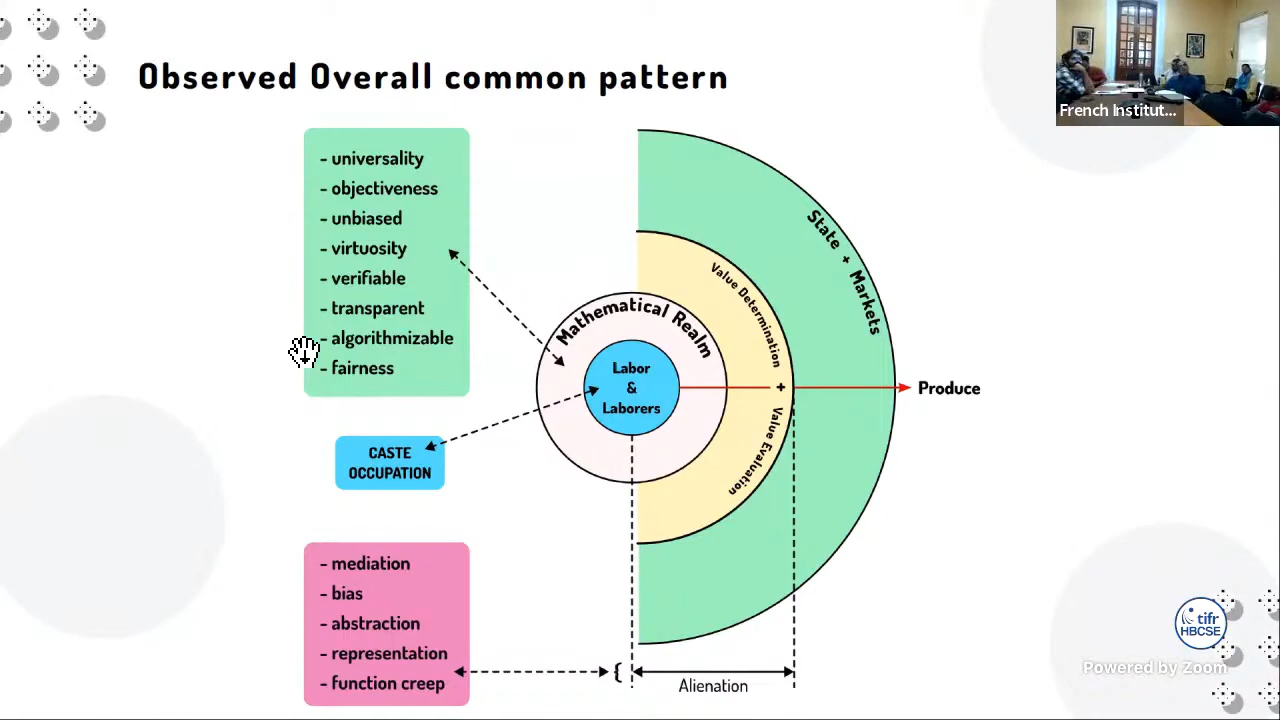 Observed Overall common pattern
French Institut...
- universality
- objectiveness
- unbiased
- virtuosity
- verifiable
- transparent
- algorithmizable
- fairness
CASTE
OCCUPATION
- mediation
- bias
- abstraction
- representation
- function creep
Mathematical Realm
Labor
&
Laborers
Value Determination + Value Evaluation
State + Markets
Produce
{
Alienation
tifr
HBCSE
Powered by Zoom